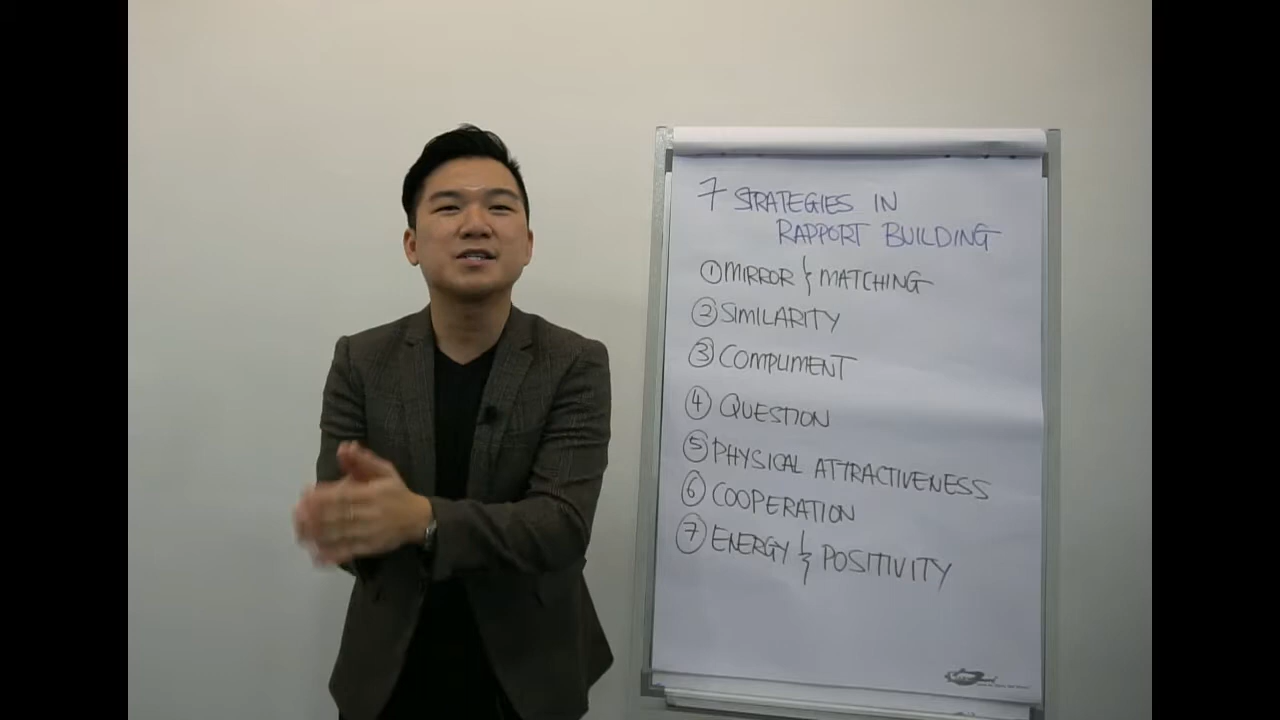 7 STRATEGIES IN
RAPPORT BUILDING
① MIRROR & MATCHING
② SIMILARITY
③ COMPLIMENT
④ QUESTION
⑤ PHYSICAL ATTRACTIVENESS
⑥ COOPERATION
⑦ ENERGY & POSITIVITY